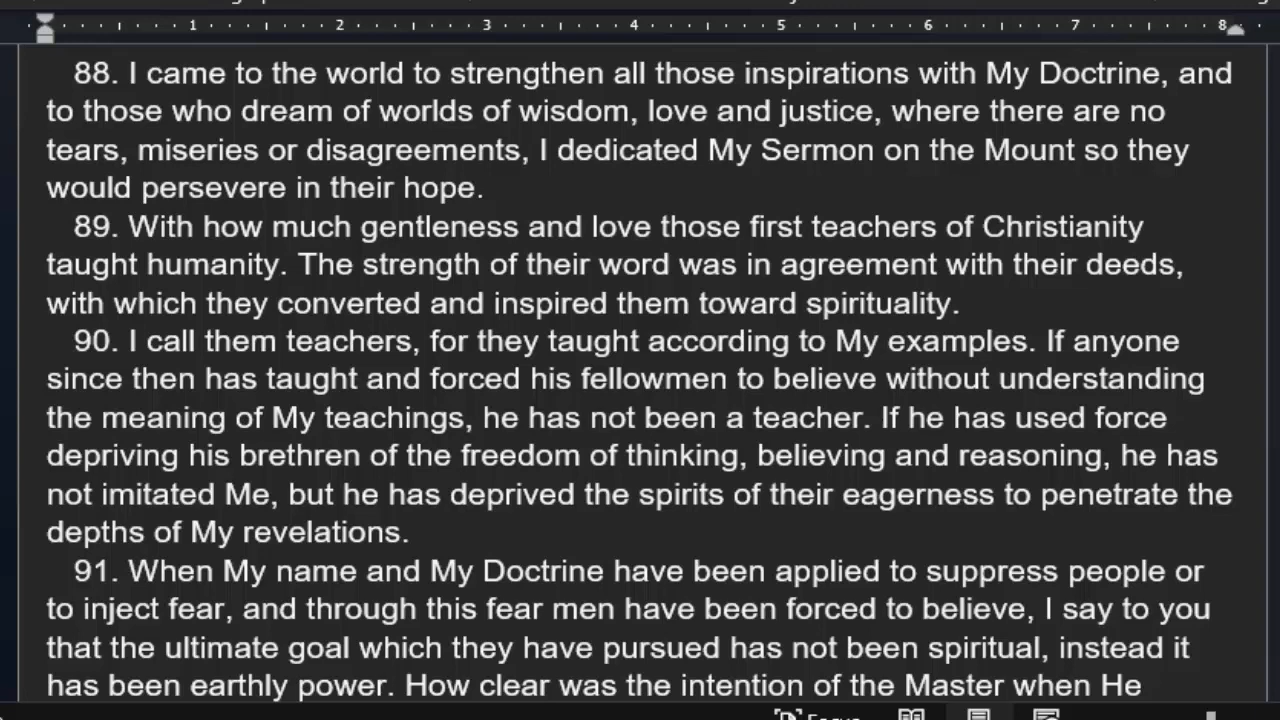 1 2 3 4 5 6 7 8
88. I came to the world to strengthen all those inspirations with My Doctrine, and
to those who dream of worlds of wisdom, love and justice, where there are no
tears, miseries or disagreements, I dedicated My Sermon on the Mount so they
would persevere in their hope.
89. With how much gentleness and love those first teachers of Christianity
taught humanity. The strength of their word was in agreement with their deeds,
with which they converted and inspired them toward spirituality.
90. I call them teachers, for they taught according to My examples. If anyone
since then has taught and forced his fellowmen to believe without understanding
the meaning of My teachings, he has not been a teacher. If he has used force
depriving his brethren of the freedom of thinking, believing and reasoning, he has
not imitated Me, but he has deprived the spirits of their eagerness to penetrate the
depths of My revelations.
91. When My name and My Doctrine have been applied to suppress people or
to inject fear, and through this fear men have been forced to believe, I say to you
that the ultimate goal which they have pursued has not been spiritual, instead it
has been earthly power. How clear was the intention of the Master when He